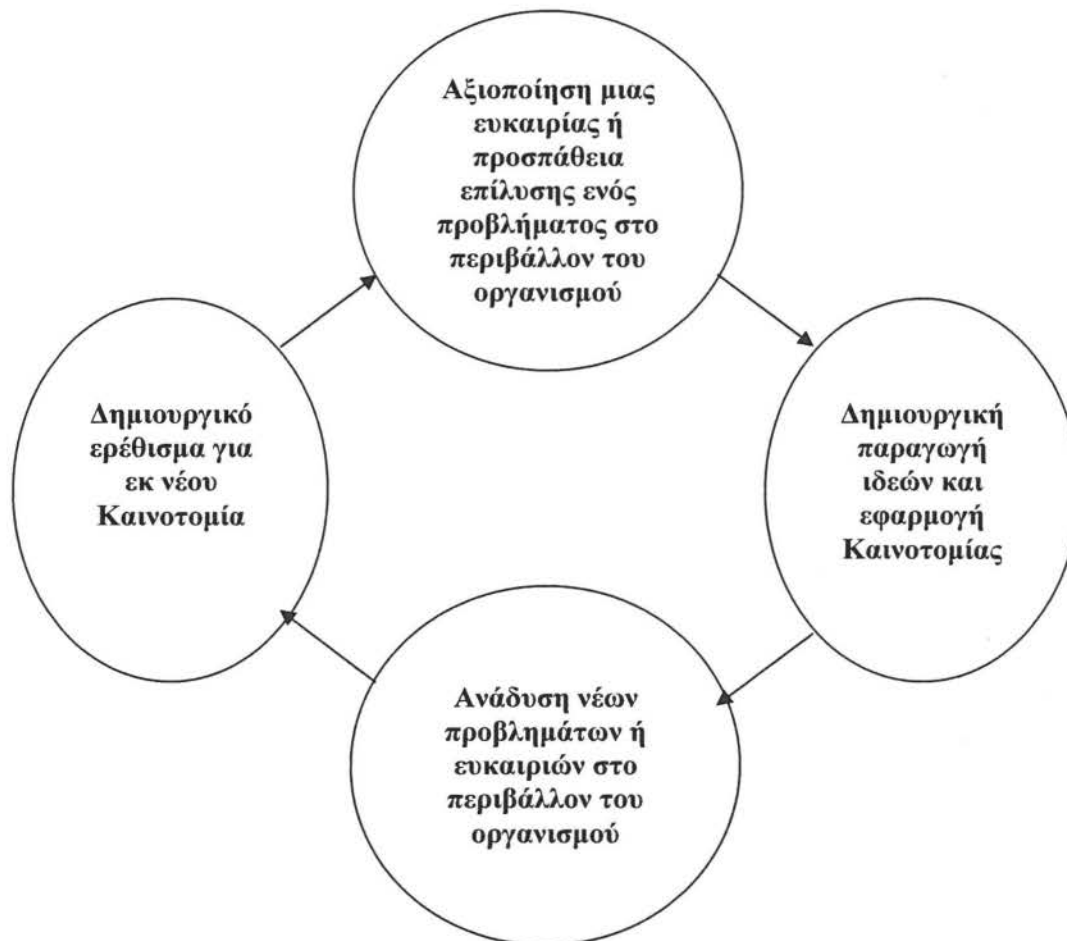 Αξιοποίηση μιας
ευκαιρίας ή
προσπάθεια
επίλυσης ενός
προβλήματος στο
περιβάλλον του
οργανισμού
Δημιουργική
παραγωγή
ιδεών και
εφαρμογή
Καινοτομίας
Ανάδυση νέων
προβλημάτων ή
ευκαιριών στο
περιβάλλον του
οργανισμού
Δημιουργικό
ερέθισμα για
εκ νέου
Καινοτομία